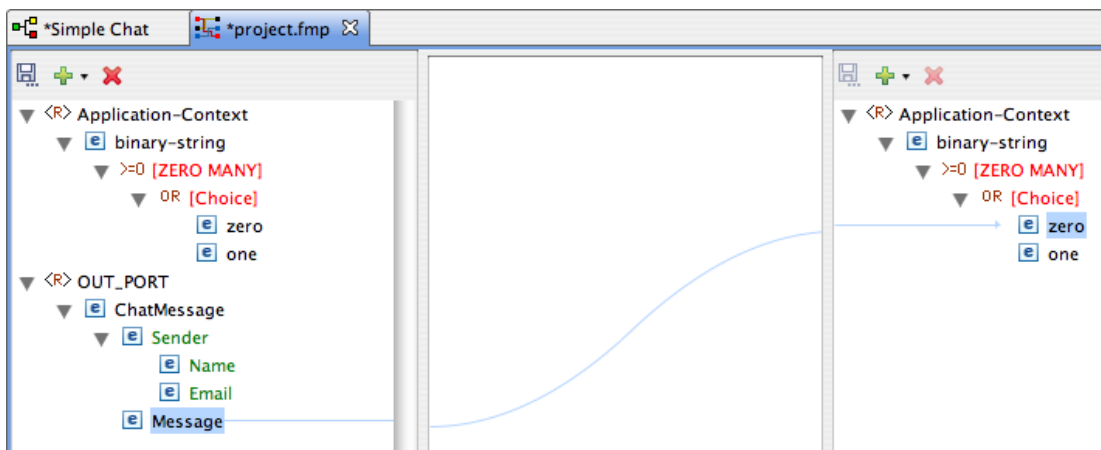 *Simple Chat
*project.fmp
<R> Application-Context
e binary-string
>=0 [ZERO MANY]
OR [Choice]
e zero
e one
<R> OUT_PORT
e ChatMessage
e Sender
e Name
e Email
e Message
<R> Application-Context
e binary-string
>=0 [ZERO MANY]
OR [Choice]
e zero
e one